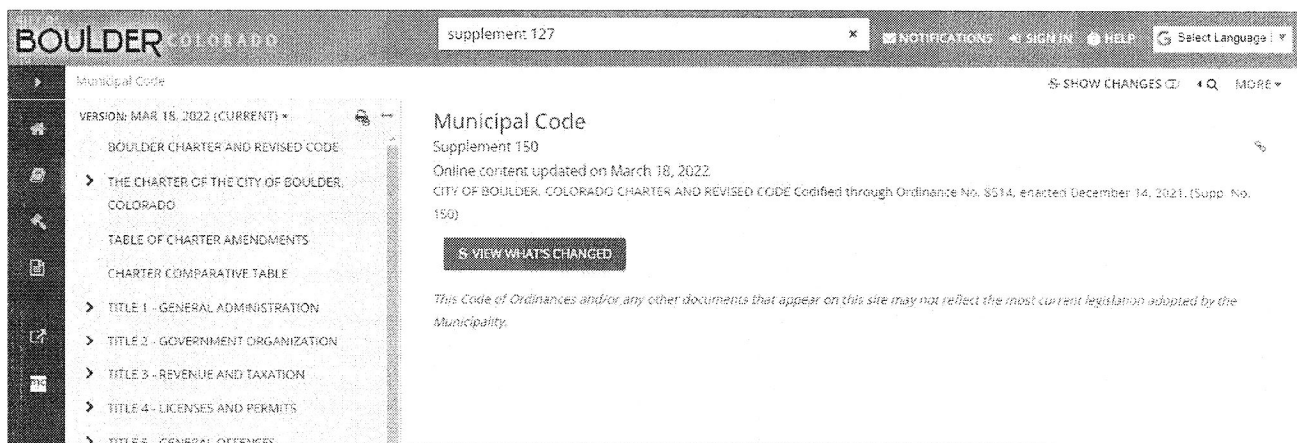 BOULDER COLORADO
supplement 127 ×
NOTIFICATIONS SIGN IN HELP G Select Language
Municipal Code
SHOW CHANGES MORE
VERSION: MAR 18, 2022 (CURRENT)
BOULDER CHARTER AND REVISED CODE
THE CHARTER OF THE CITY OF BOULDER,
COLORADO
TABLE OF CHARTER AMENDMENTS
CHARTER COMPARATIVE TABLE
TITLE 1 - GENERAL ADMINISTRATION
TITLE 2 - GOVERNMENT ORGANIZATION
TITLE 3 - REVENUE AND TAXATION
TITLE 4 - LICENSES AND PERMITS
TITLE 5 - GENERAL OFFENSES
Municipal Code
Supplement 150
Online content updated on March 18, 2022
CITY OF BOULDER, COLORADO CHARTER AND REVISED CODE Codified through Ordinance No. 8514, enacted December 14, 2021. (Supp. No.
150)
VIEW WHAT'S CHANGED
This Code of Ordinances and/or any other documents that appear on this site may not reflect the most current legislation adopted by the
Municipality.